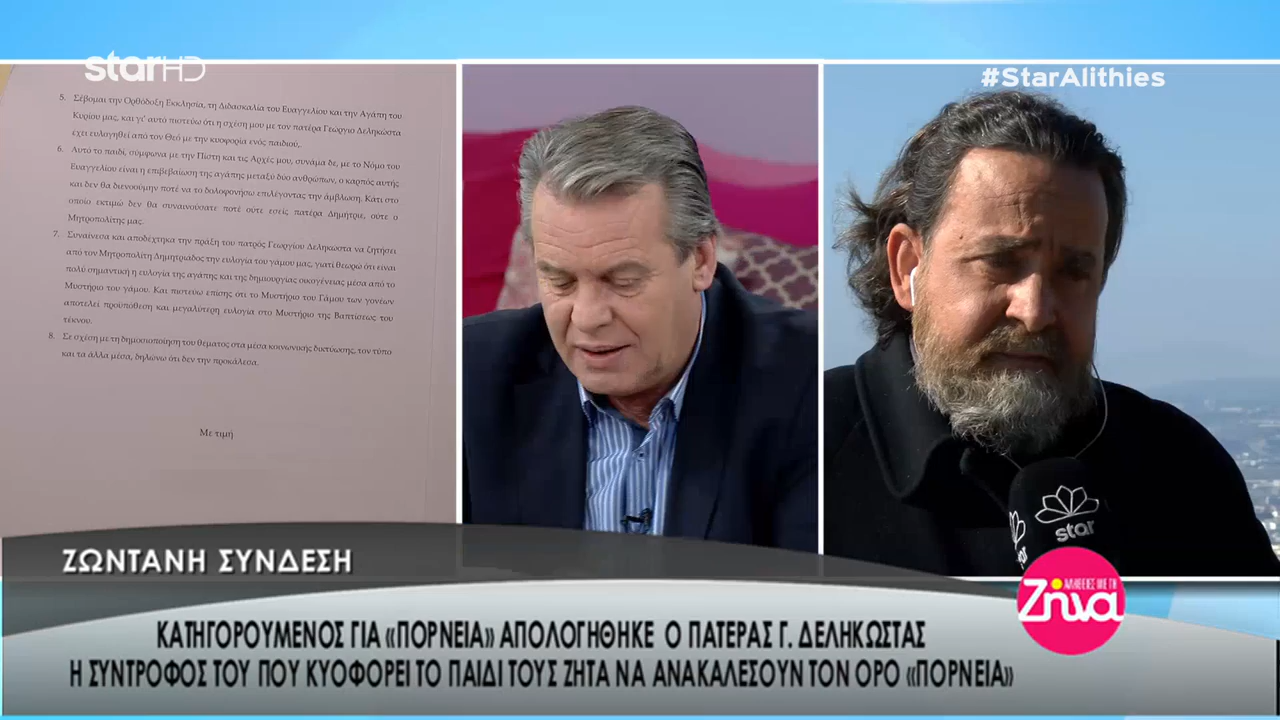 starHD
#StarAlithies
5. Σέβομαι την Ορθόδοξη Εκκλησία, τη Διδασκαλία του Ευαγγελίου και την Αγάπη του
Κυρίου μας, και γι' αυτό πιστεύω ότι η σχέση μου με τον πατέρα Γεώργιο Δεληκώστα
έχει ευλογηθεί από τον Θεό με την κυοφορία ενός παιδιού,.
6. Αυτό το παιδί, σύμφωνα με την Πίστη και τις Αρχές μου, συνάμα δε, με το Νόμο του
Ευαγγελίου είναι η επιβεβαίωση της αγάπης μεταξύ δύο ανθρώπων, ο καρπός αυτής
και δεν θα διενοούμην ποτέ να το δολοφονήσω επιλέγοντας την άμβλωση. Κάτι στο
οποίο εκτιμώ δεν θα συναινούσατε ποτέ ούτε εσείς πατέρα Δημήτριε, ούτε ο
Μητροπολίτης μας.
7. Συναίνεσα και αποδέχτηκα την πράξη του πατρός Γεωργίου Δεληκώστα να ζητήσει
από τον Μητροπολίτη Δημητριάδος την ευλογία του γάμου μας, γιατί θεωρώ ότι είναι
πολύ σημαντική η ευλογία της αγάπης και της δημιουργίας οικογένειας μέσα από το
Μυστήριο του γάμου. Και πιστεύω επίσης ότι το Μυστήριο του Γάμου των γονέων
αποτελεί προϋπόθεση και μεγαλύτερη ευλογία στο Μυστήριο της Βαπτίσεως του
τέκνου.
8. Σε σχέση με τη δημοσιοποίηση του θέματος στα μέσα κοινωνικής δικτύωσης, τον τύπο
και τα άλλα μέσα, δηλώνω ότι δεν την προκάλεσα.
Με τιμή
star
ΖΩΝΤΑΝΗ ΣΥΝΔΕΣΗ
ΑΛΗΘΕΙΕΣ ΜΕ ΤΗ
Ζήνα
ΚΑΤΗΓΟΡΟΥΜΕΝΟΣ ΓΙΑ «ΠΟΡΝΕΙΑ» ΑΠΟΛΟΓΗΘΗΚΕ Ο ΠΑΤΕΡΑΣ Γ. ΔΕΛΗΚΩΣΤΑΣ
Η ΣΥΝΤΡΟΦΟΣ ΤΟΥ ΠΟΥ ΚΥΟΦΟΡΕΙ ΤΟ ΠΑΙΔΙ ΤΟΥΣ ΖΗΤΑ ΝΑ ΑΝΑΚΑΛΕΣΟΥΝ ΤΟΝ ΟΡΟ «ΠΟΡΝΕΙΑ»